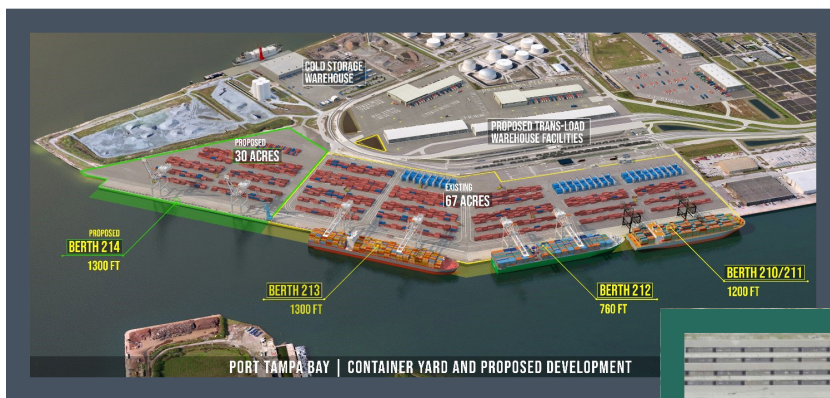 COLD STORAGE
WAREHOUSE
PROPOSED TRANS-LOAD
WAREHOUSE FACILITIES
PROPOSED
30 ACRES
EXISTING
67 ACRES
PROPOSED
BERTH 214
1300 FT
BERTH 213
1300 FT
BERTH 212
760 FT
BERTH 210/211
1200 FT
PORT TAMPA BAY | CONTAINER YARD AND PROPOSED DEVELOPMENT